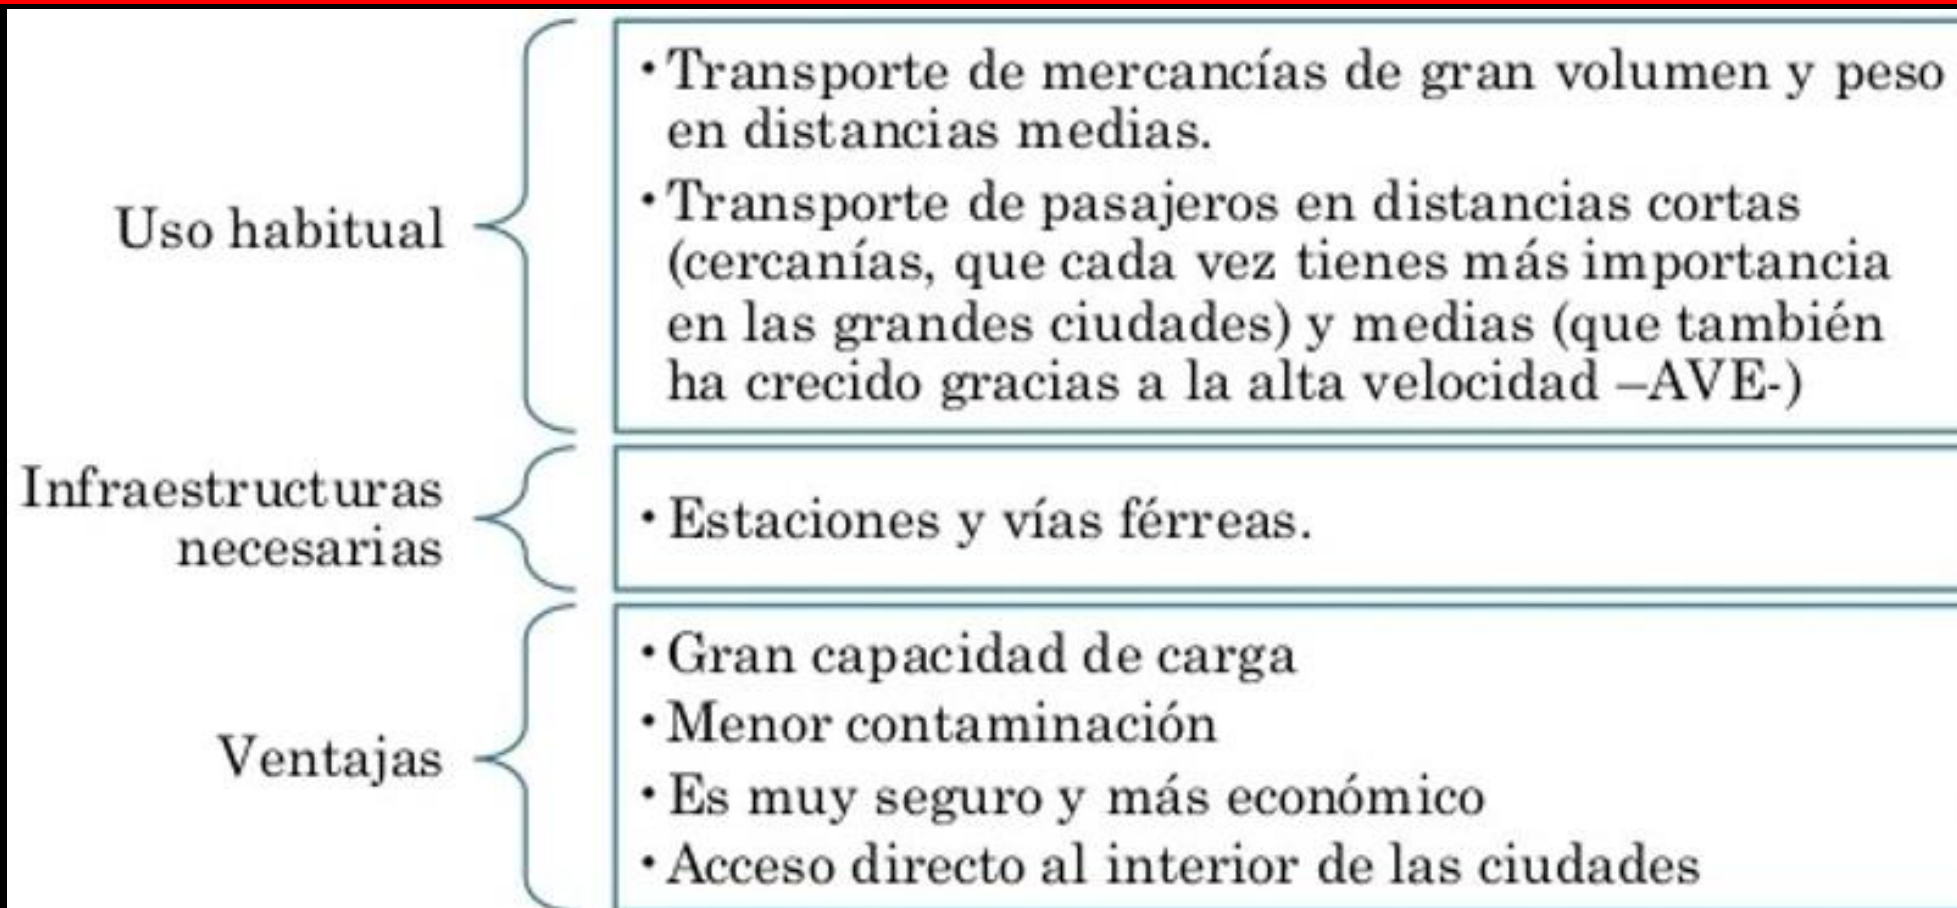 Uso habitual
• Transporte de mercancías de gran volumen y peso
en distancias medias.
• Transporte de pasajeros en distancias cortas
(cercanías, que cada vez tienes más importancia
en las grandes ciudades) y medias (que también
ha crecido gracias a la alta velocidad –AVE-)
Infraestructuras
necesarias
• Estaciones y vías férreas.
Ventajas
• Gran capacidad de carga
• Menor contaminación
• Es muy seguro y más económico
• Acceso directo al interior de las ciudades